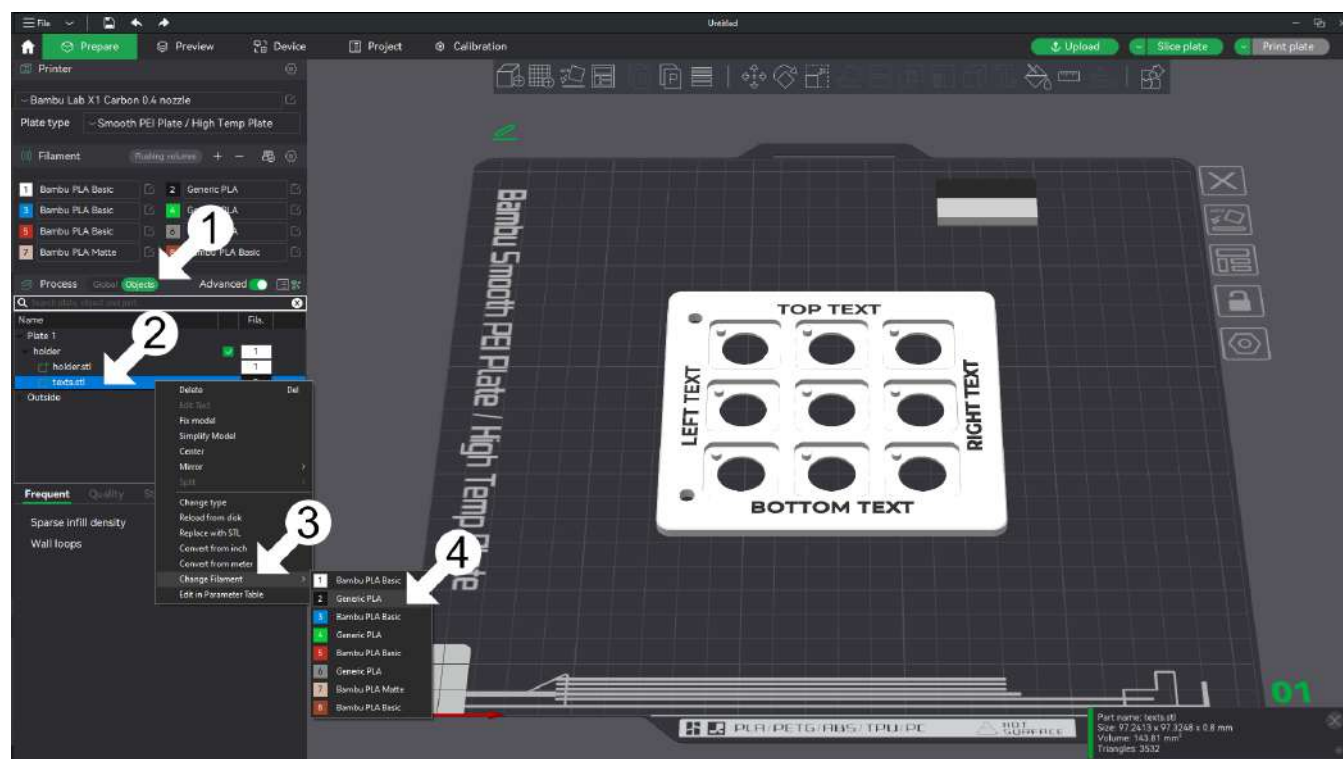 File
Untitled
Prepare
Preview
Device
Project
Calibration
Upload
Slice plate
Print plate
Printer
Bambu Lab X1 Carbon 0.4 nozzle
Plate type
Smooth PEI Plate / High Temp Plate
Filament
Flushing volumes
1 Bambu PLA Basic
2 Generic PLA
3 Bambu PLA Basic
4
5 Bambu PLA Basic
6
7 Bambu PLA Matte
PLA Basic
1
Process
Global
Objects
Advanced
Name
Fila.
2
Plate 1
holder
1
holder.stl
1
texts.stl
Outside
Delete
Del
Edit Text
Fix model
Simplify Model
Center
Mirror
Split
Frequent
Quality
Change type
Reload from disk
Replace with STL
Convert from inch
Convert from meter
Change Filament
Edit in Parameter Table
3
Sparse infill density
Wall loops
4
1 Bambu PLA Basic
2 Generic PLA
3 Bambu PLA Basic
4 Generic PLA
5 Bambu PLA Basic
6 Generic PLA
7 Bambu PLA Matte
8 Bambu PLA Basic
Bambu Smooth PEI Plate / High Temp Plate
TOP TEXT
LEFT TEXT
RIGHT TEXT
BOTTOM TEXT
01
PLA/PETG/ABS/TPU/PC
HOT
SURFACE
Part name: texts.stl
Size: 97.2413 x 97.3248 x 0.8 mm
Volume: 143.81 mm³
Triangles: 3532